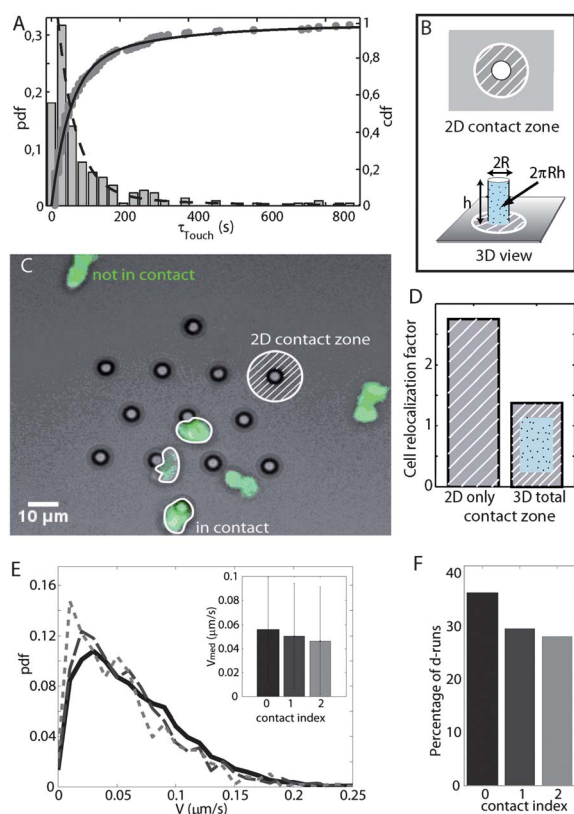 A
0,3
0,2
0,1
0
pdf
1
0,8
0,6
0,4
0,2
0
cdf
0
200
400
600
800
τTouch (s)
B
2D contact zone
2R
h
2πRh
3D view
C
not in contact
2D contact zone
in contact
10 µm
D
Cell relocalization factor
2
1
0
2D only
3D total
contact zone
E
pdf
0.16
0.12
0.08
0.04
0
0.05
0.10
0.15
0.20
0.25
V (µm/s)
Vmed (µm/s)
0.1
0.08
0.06
0.04
0.02
0
0
1
2
contact index
F
Percentage of d-runs
40
30
20
10
0
0
1
2
contact index